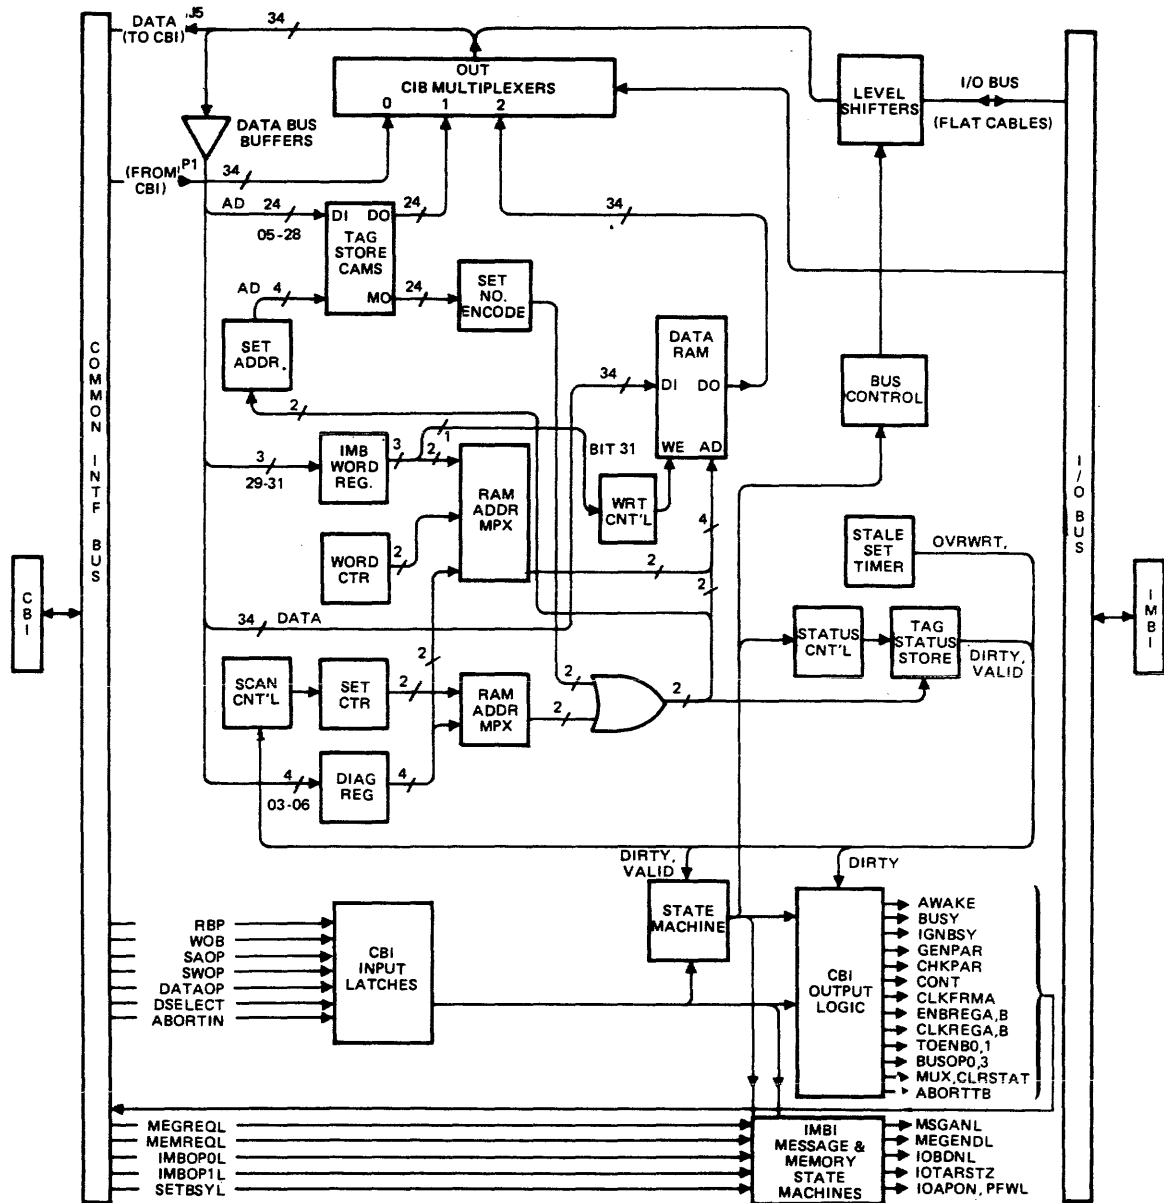 DATA
(TO CBI)
J5
34
OUT
CIB MULTIPLEXERS
0 1 2
LEVEL
SHIFTERS
I/O BUS
(FLAT CABLES)
DATA BUS
BUFFERS
(FROM
CBI)
P1
34
AD 24
05-28
DI DO
TAG
STORE
CAMS
MO
24
34
AD 4
24
SET
NO.
ENCODE
SET
ADDR.
DATA
RAM
DI DO
WE AD
34
BUS
CONTROL
COMMON INTF BUS
I/O BUS
2
3
29-31
IMB
WORD
REG.
3
2
1
BIT 31
RAM
ADDR
MPX
WRT
CNT'L
4
STALE
SET
TIMER
OVRWRT,
WORD
CTR
2
2
2
CBI
IMBI
34 DATA
STATUS
CNT'L
TAG
STATUS
STORE
DIRTY,
VALID
SCAN
CNT'L
SET
CTR
2
2
RAM
ADDR
MPX
2
2
2
4
03-06
DIAG
REG
4
DIRTY,
VALID
DIRTY
STATE
MACHINE
RBP
WOB
SAOP
SWOP
DATAOP
DSELECT
ABORTIN
CBI
INPUT
LATCHES
CBI
OUTPUT
LOGIC
AWAKE
BUSY
IGNBSY
GENPAR
CHKPAR
CONT
CLKFRMA
ENBREGA,B
CLKREGA,B
TOENB0,1
BUSOP0,3
MUX,CLRSTAT
ABORTTB
MEGREQL
MEMREQL
IMBOP0L
IMBOP1L
SETBSYL
IMBI
MESSAGE &
MEMORY
STATE
MACHINES
MSGANL
MEGENDL
IOBDNL
IOTARSTZ
IOAPON, PFWL